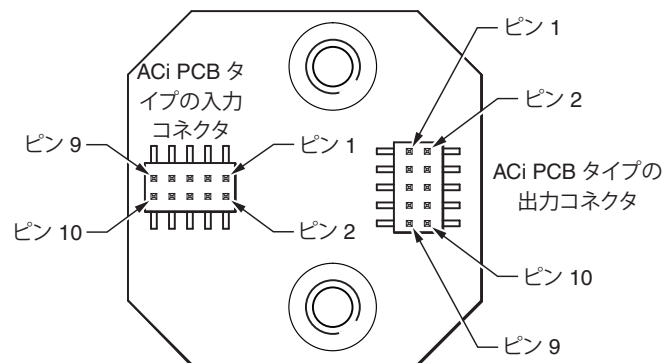 ピン 1
ピン 2
ACi PCB タ
イプの入力
コネクタ
ピン 9
ピン 1
ACi PCB タイプの
出力コネクタ
ピン 10
ピン 2
ピン 10
ピン 9